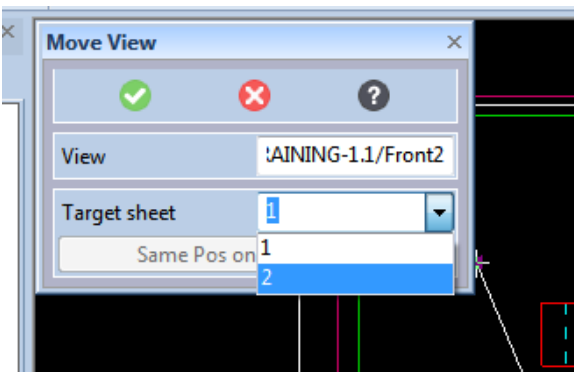 Move View
?
View
AINING-1.1/Front2
Target sheet
1
Same Pos on
1
2